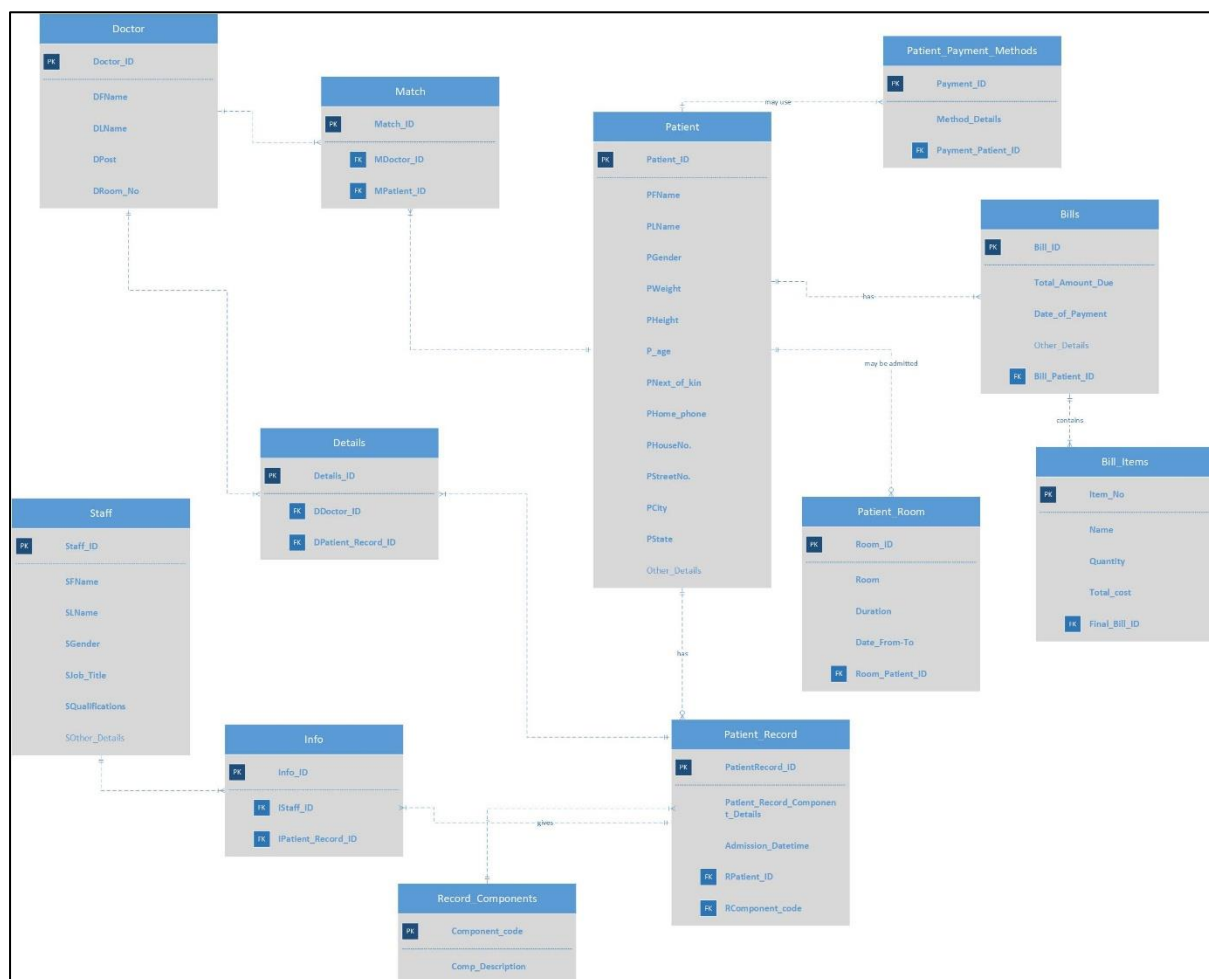 Doctor
PK Doctor_ID
DFName
DLName
DPost
DRoom_No
Match
PK Match_ID
FK MDoctor_ID
FK MPatient_ID
Patient
PK Patient_ID
PFName
PLName
PGender
PWeight
PHeight
P_age
PNext_of_kin
PHome_phone
PHouseNo.
PStreetNo.
PCity
PState
Other_Details
may use
Patient_Payment_Methods
PK Payment_ID
Method_Details
FK Payment_Patient_ID
has
Bills
PK Bill_ID
Total_Amount_Due
Date_of_Payment
Other_Details
FK Bill_Patient_ID
contains
Bill_Items
PK Item_No
Name
Quantity
Total_cost
FK Final_Bill_ID
may be admitted
Patient_Room
PK Room_ID
Room
Duration
Date_From-To
FK Room_Patient_ID
Details
PK Details_ID
FK DDoctor_ID
FK DPatient_Record_ID
Staff
PK Staff_ID
SFName
SLName
SGender
SJob_Title
SQualifications
SOther_Details
Info
PK Info_ID
FK IStaff_ID
FK IPatient_Record_ID
has
gives
Patient_Record
PK PatientRecord_ID
Patient_Record_Componen
t_Details
Admission_Datetime
FK RPatient_ID
FK RComponent_code
Record_Components
PK Component_code
Comp_Description